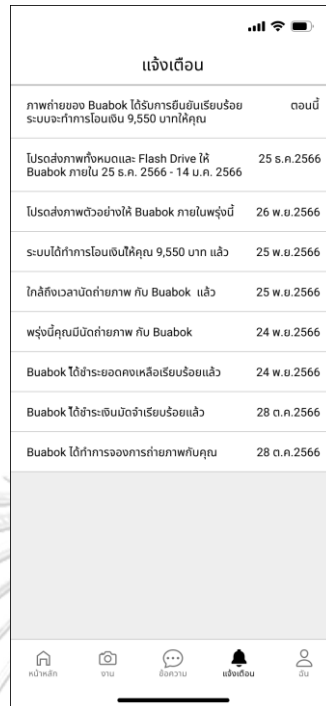 แจ้งเตือน
ภาพถ่ายของ Buabok ได้รับการยืนยันเรียบร้อย ตอนนี้
ระบบจะทำการโอนเงิน 9,550 บาทให้คุณ
โปรดส่งภาพทั้งหมดและ Flash Drive ให้ 25 ธ.ค.2566
Buabok ภายใน 25 ธ.ค. 2566 - 14 ม.ค. 2566
โปรดส่งภาพตัวอย่างให้ Buabok ภายในพรุ่งนี้ 26 พ.ย.2566
ระบบได้ทำการโอนเงินให้คุณ 9,550 บาท แล้ว 25 พ.ย.2566
ใกล้ถึงเวลานัดถ่ายภาพ กับ Buabok แล้ว 25 พ.ย.2566
พรุ่งนี้คุณมีนัดถ่ายภาพ กับ Buabok 24 พ.ย.2566
Buabok ได้ชำระยอดคงเหลือเรียบร้อยแล้ว 24 พ.ย.2566
Buabok ได้ชำระเงินมัดจำเรียบร้อยแล้ว 28 ต.ค.2566
Buabok ได้ทำการจองการถ่ายภาพกับคุณ 28 ต.ค.2566
หน้าหลัก งาน ข้อความ แจ้งเตือน ฉัน